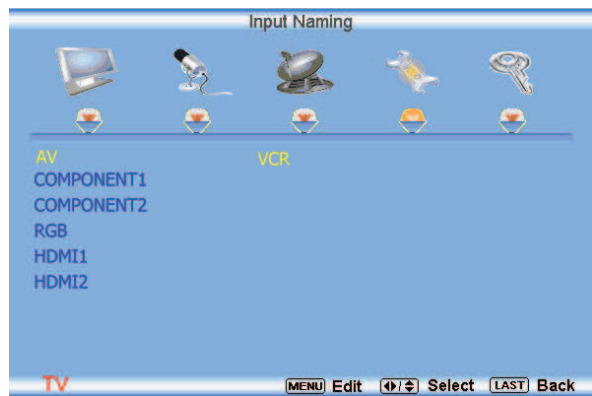 Input Naming
AV VCR
COMPONENT1
COMPONENT2
RGB
HDMI1
HDMI2
TV MENU Edit Select LAST Back